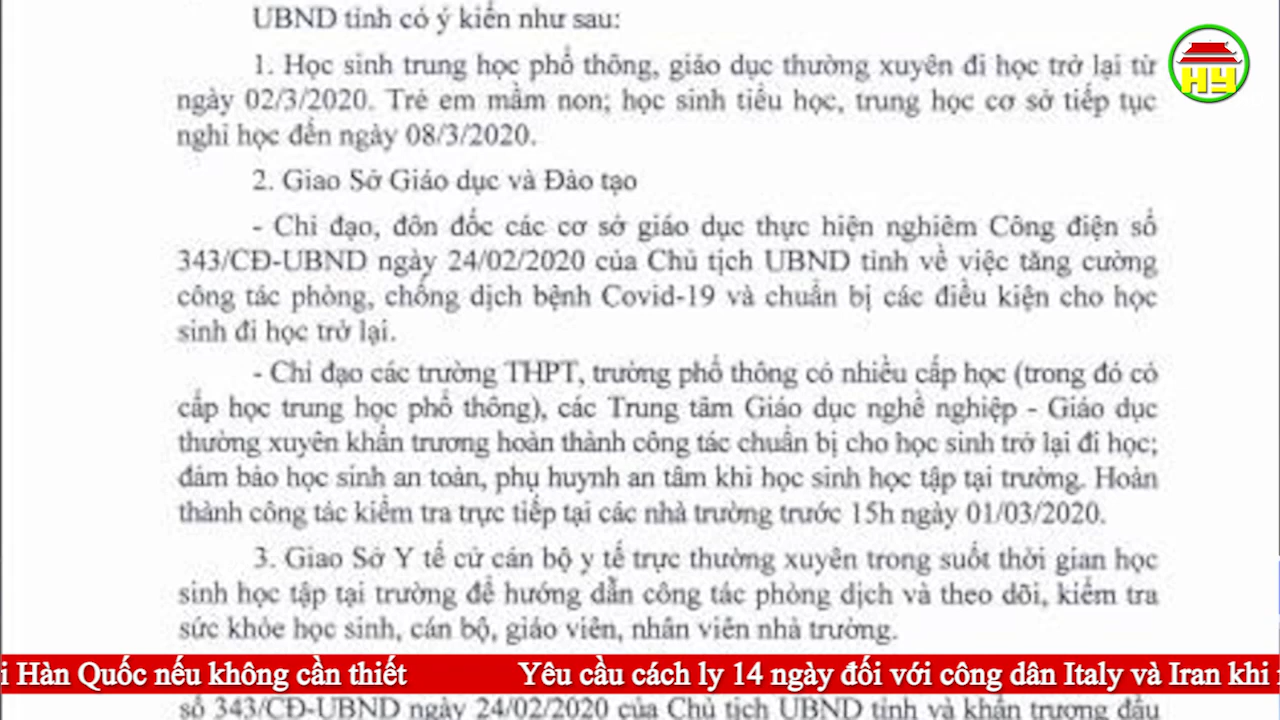 UBND tỉnh có ý kiến như sau:
HY
1. Học sinh trung học phổ thông, giáo dục thường xuyên đi học trở lại từ
ngày 02/3/2020. Trẻ em mầm non; học sinh tiểu học, trung học cơ sở tiếp tục
nghỉ học đến ngày 08/3/2020.
2. Giao Sở Giáo dục và Đào tạo
- Chỉ đạo, đôn đốc các cơ sở giáo dục thực hiện nghiêm Công điện số
343/CĐ-UBND ngày 24/02/2020 của Chủ tịch UBND tỉnh về việc tăng cường
công tác phòng, chống dịch bệnh Covid-19 và chuẩn bị các điều kiện cho học
sinh đi học trở lại.
- Chỉ đạo các trường THPT, trường phổ thông có nhiều cấp học (trong đó có
cấp học trung học phổ thông), các Trung tâm Giáo dục nghề nghiệp - Giáo dục
thường xuyên khẩn trương hoàn thành công tác chuẩn bị cho học sinh trở lại đi học;
đảm bảo học sinh an toàn, phụ huynh an tâm khi học sinh học tập tại trường. Hoàn
thành công tác kiểm tra trực tiếp tại các nhà trường trước 15h ngày 01/03/2020.
3. Giao Sở Y tế cử cán bộ y tế trực thường xuyên trong suốt thời gian học
sinh học tập tại trường để hướng dẫn công tác phòng dịch và theo dõi, kiểm tra
sức khỏe học sinh, cán bộ, giáo viên, nhân viên nhà trường.
i Hàn Quốc nếu không cần thiết Yêu cầu cách ly 14 ngày đối với công dân Italy và Iran khi
số 343/CĐ-UBND ngày 24/02/2020 của Chủ tịch UBND tỉnh và khẩn trương đầu